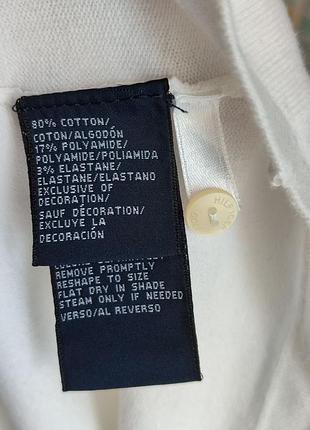 80% COTTON/
COTON/ALGODÓN
17% POLYAMIDE/
POLYAMIDE/POLIAMIDA
3% ELASTANE/
ELASTANE/ELASTANO
EXCLUSIVE OF
DECORATION/
SAUF DÉCORATION/
EXCLUYE LA
DECORACIÓN
REMOVE PROMPTLY
RESHAPE TO SIZE
FLAT DRY IN SHADE
STEAM ONLY IF NEEDED
VERSO/AL REVERSO